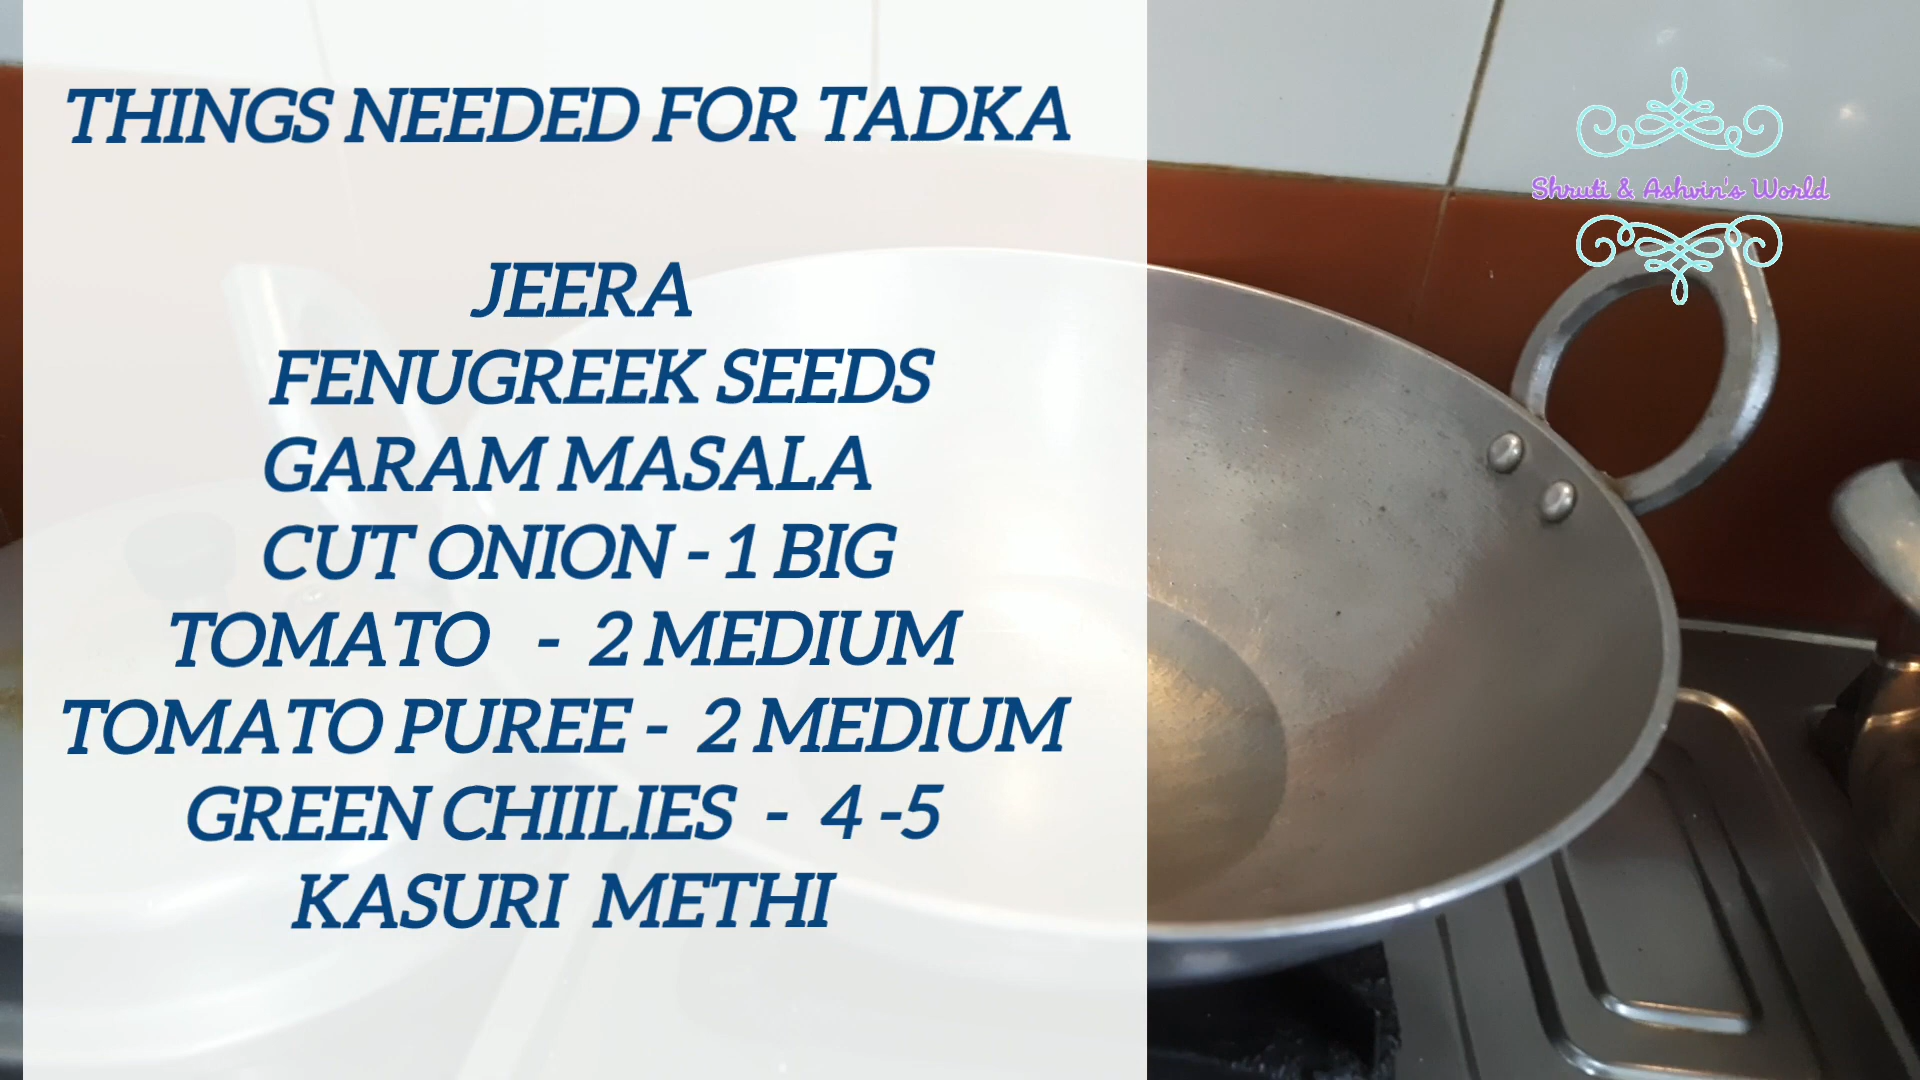 THINGS NEEDED FOR TADKA
JEERA
FENUGREEK SEEDS
GARAM MASALA
CUT ONION - 1 BIG
TOMATO - 2 MEDIUM
TOMATO PUREE - 2 MEDIUM
GREEN CHIILIES - 4 -5
KASURI METHI
Shruti & Ashvin's World